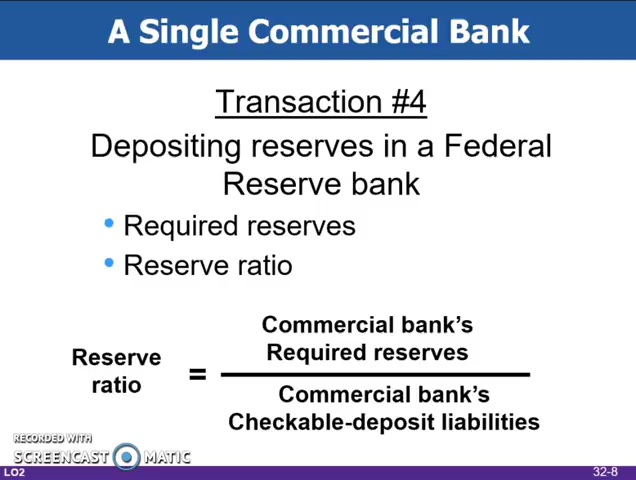 A Single Commercial Bank
Transaction #4
Depositing reserves in a Federal
Reserve bank
• Required reserves
• Reserve ratio
Reserve
ratio
=
Commercial bank's
Required reserves
Commercial bank's
Checkable-deposit liabilities
RECORDED WITH
SCREENCAST MATIC
LO2
32-8